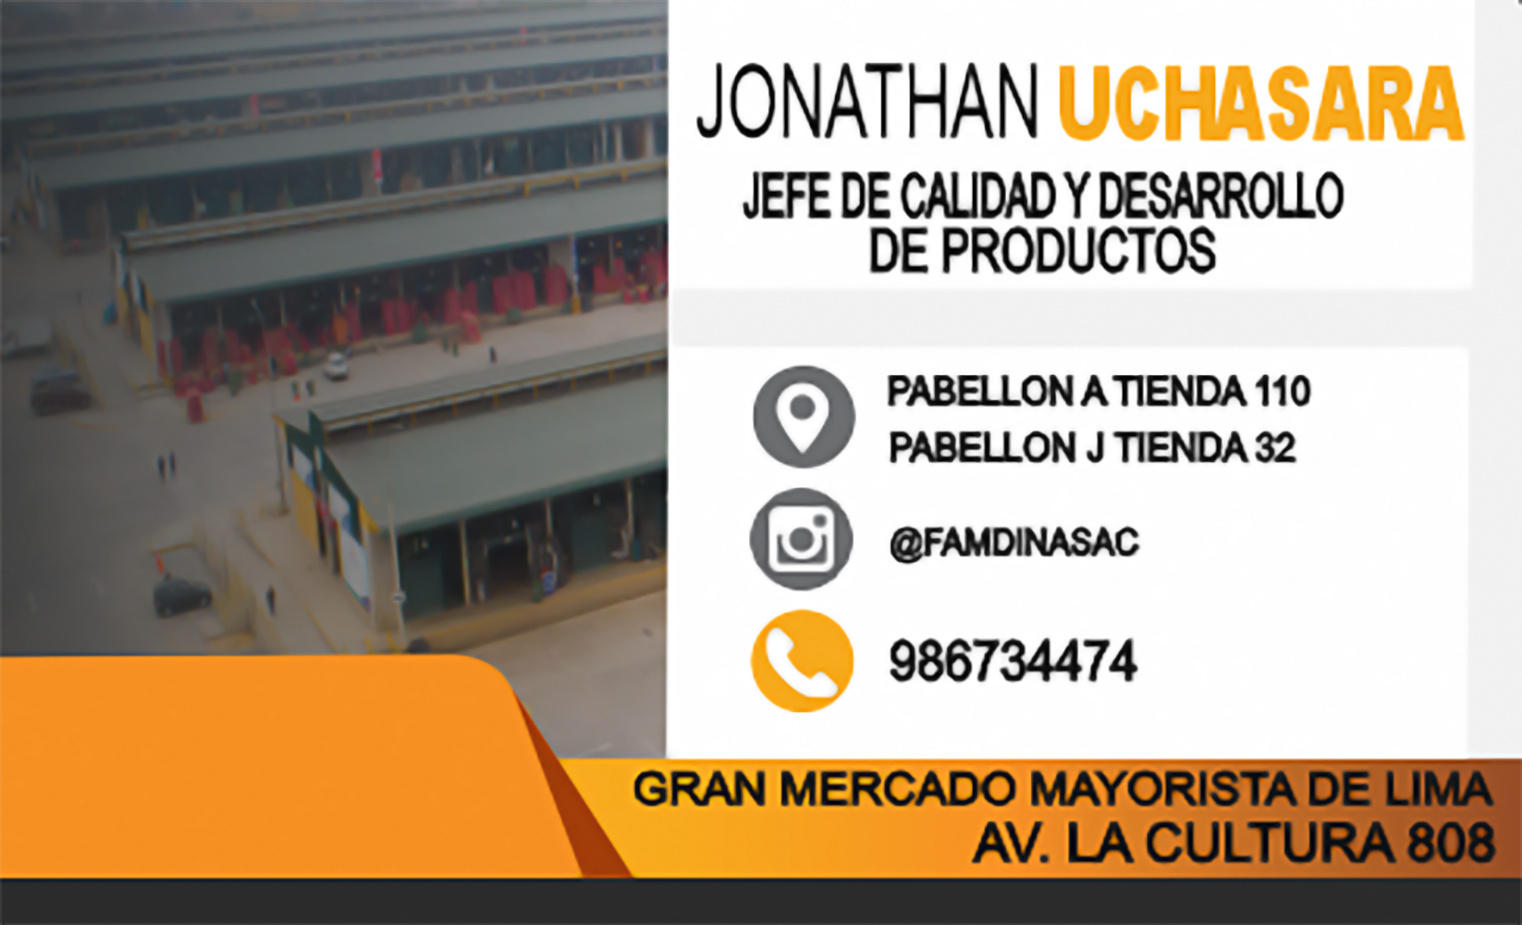 JONATHAN UCHASARA
JEFE DE CALIDAD Y DESARROLLO
DE PRODUCTOS
PABELLON A TIENDA 110
PABELLON J TIENDA 32
@FAMDINASAC
986734474
GRAN MERCADO MAYORISTA DE LIMA
AV. LA CULTURA 808